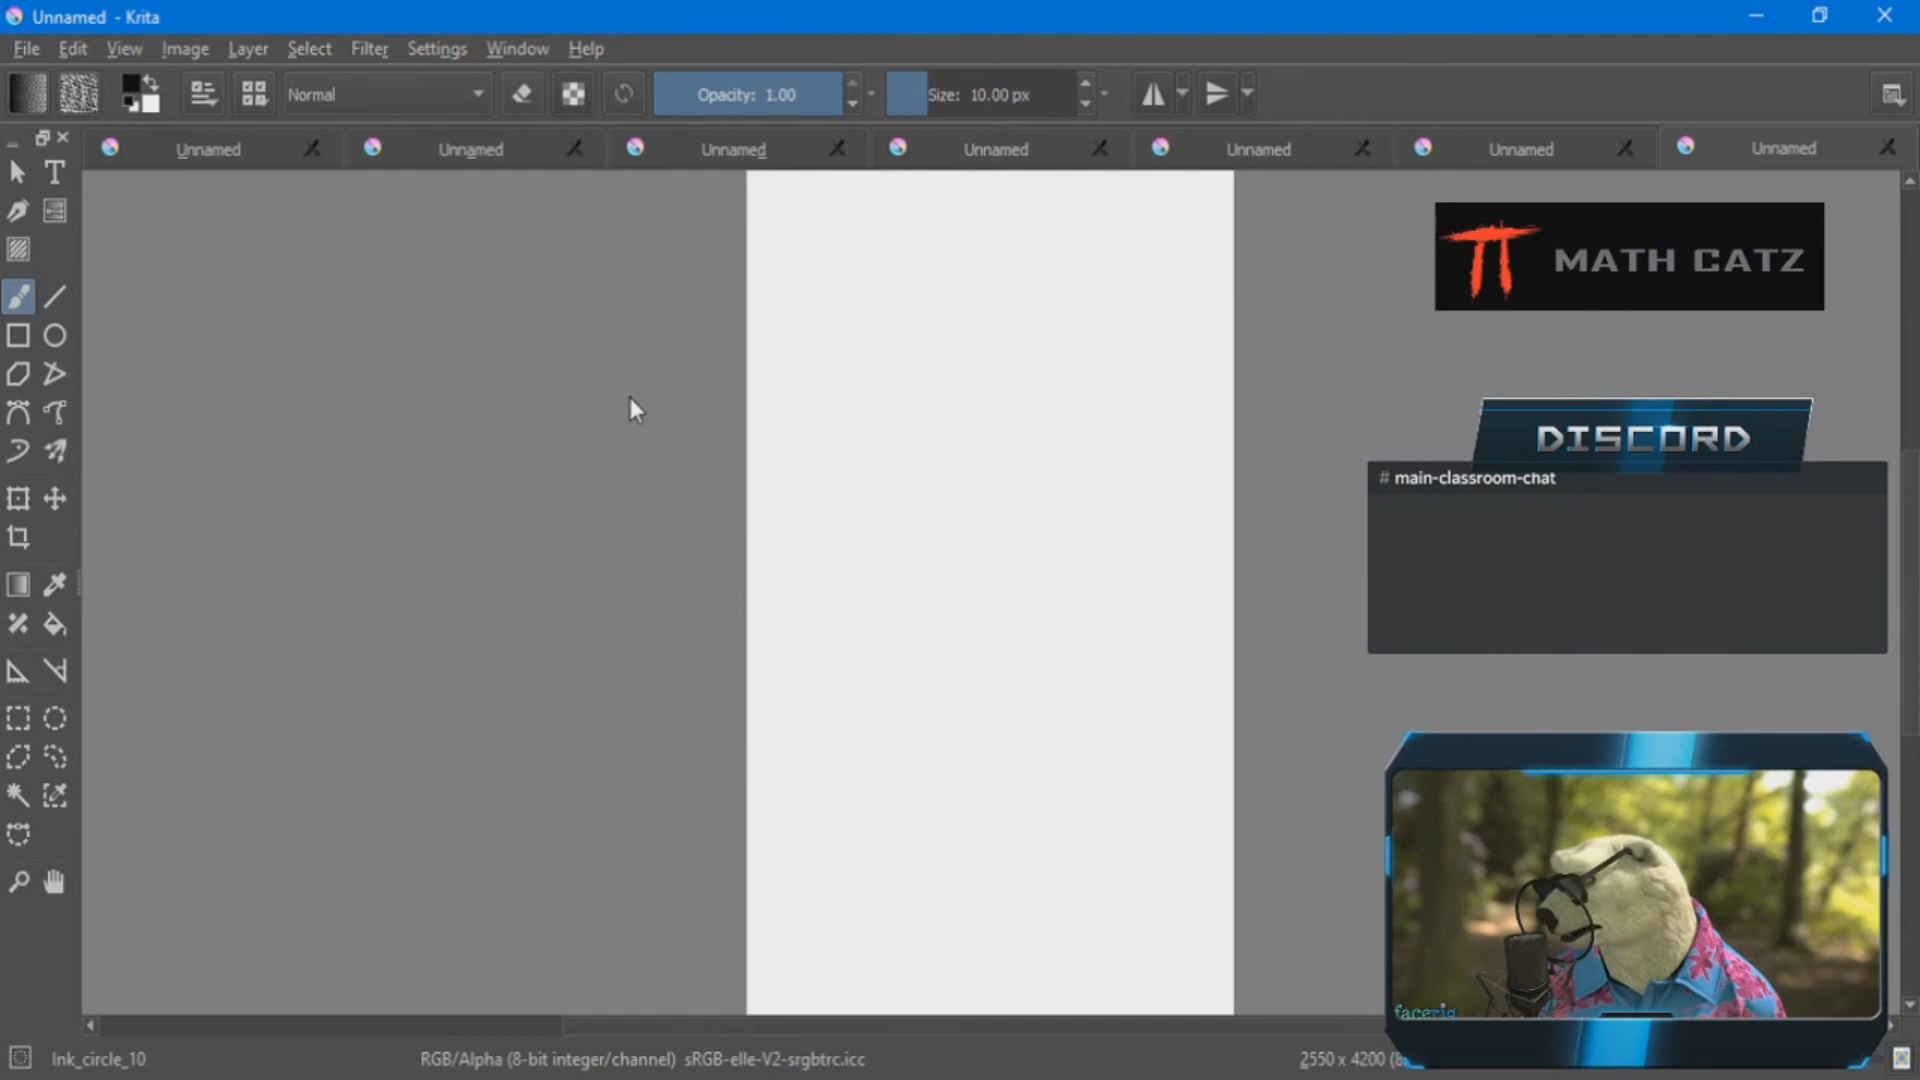 Unnamed - Krita
File Edit View Image Layer Select Filter Settings Window Help
Normal Opacity: 1.00 Size: 10.00 px
Unnamed Unnamed Unnamed Unnamed Unnamed Unnamed Unnamed
MATH CATZ
DISCORD
# main-classroom-chat
facerig
Ink_circle_10 RGB/Alpha (8-bit integer/channel) sRGB-elle-V2-srgbtrc.icc 2550 x 4200